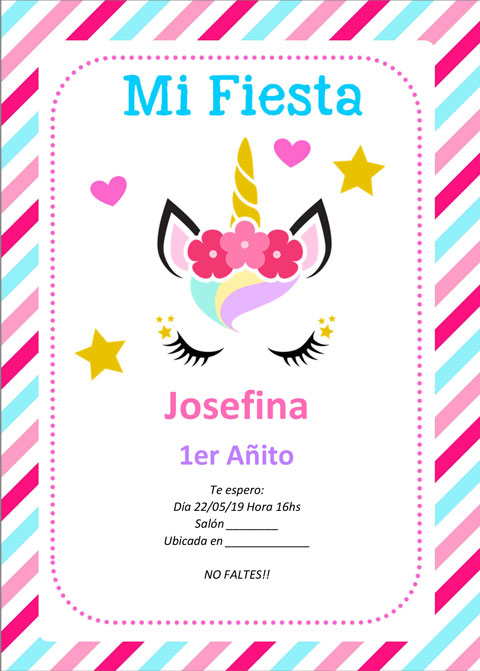 Mi Fiesta
Josefina
1er Añito
Te espero:
Día 22/05/19 Hora 16hs
Salón ________
Ubicada en _____________
NO FALTES!!